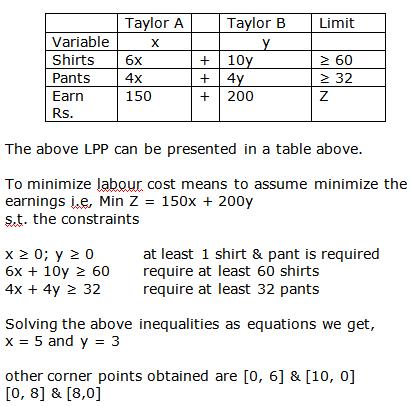 Taylor A Taylor B Limit
Variable x y
Shirts 6x + 10y ≥ 60
Pants 4x + 4y ≥ 32
Earn Rs. 150 + 200 Z
The above LPP can be presented in a table above.
To minimize labour cost means to assume minimize the
earnings i.e, Min Z = 150x + 200y
s.t. the constraints
x ≥ 0; y ≥ 0 at least 1 shirt & pant is required
6x + 10y ≥ 60 require at least 60 shirts
4x + 4y ≥ 32 require at least 32 pants
Solving the above inequalities as equations we get,
x = 5 and y = 3
other corner points obtained are [0, 6] & [10, 0]
[0, 8] & [8,0]